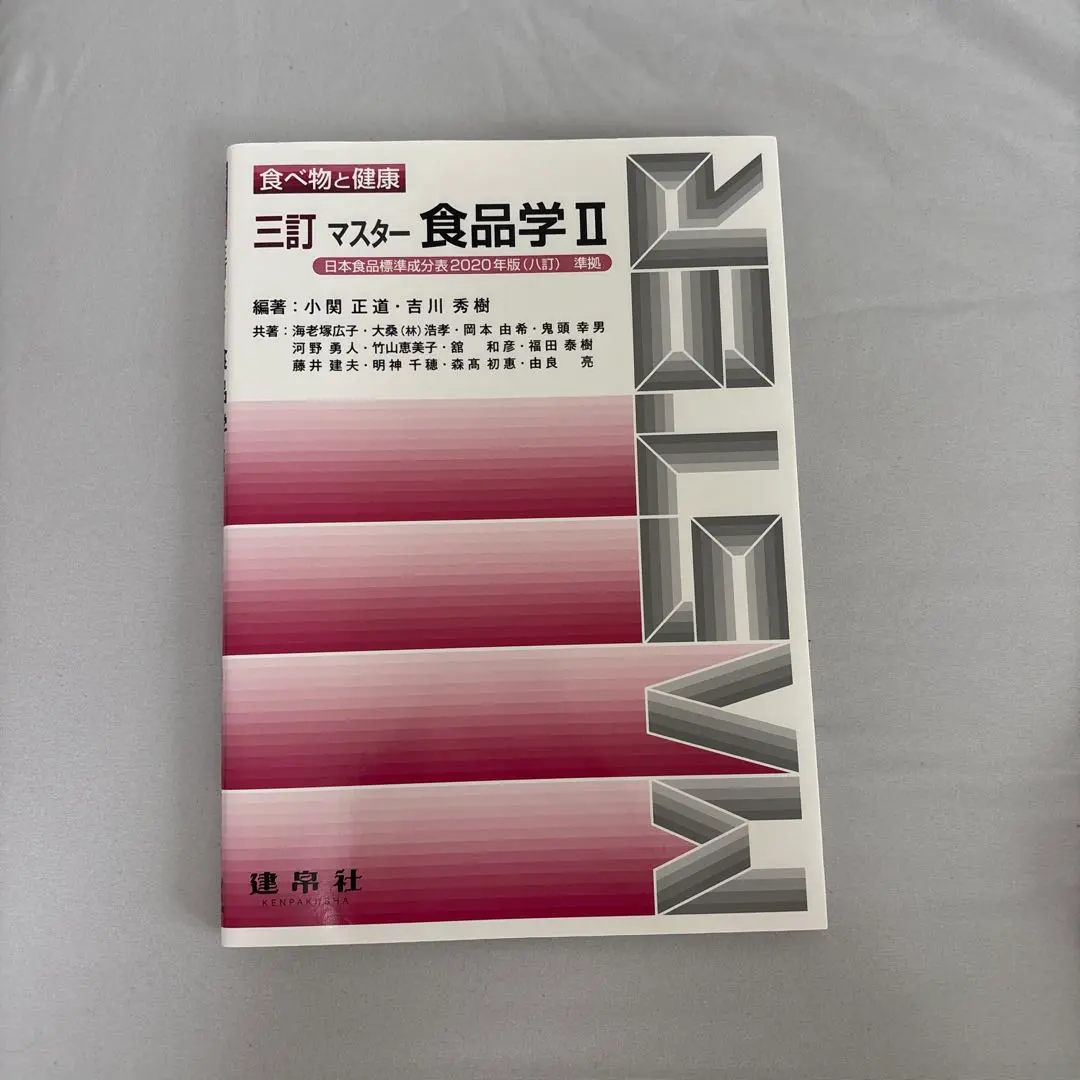 食べ物と健康
三訂 マスター 食品学Ⅱ
日本食品標準成分表2020年版(八訂) 準拠
編著:小関 正道・吉川 秀樹
共著:海老塚広子・大桑(林)浩孝・岡本 由希・鬼頭 幸男
河野 勇人・竹山恵美子・舘 和彦・福田 泰樹
藤井 建夫・明神 千穂・森髙 初惠・由良 亮
MASTER
建帛社
KENPAKUSHA